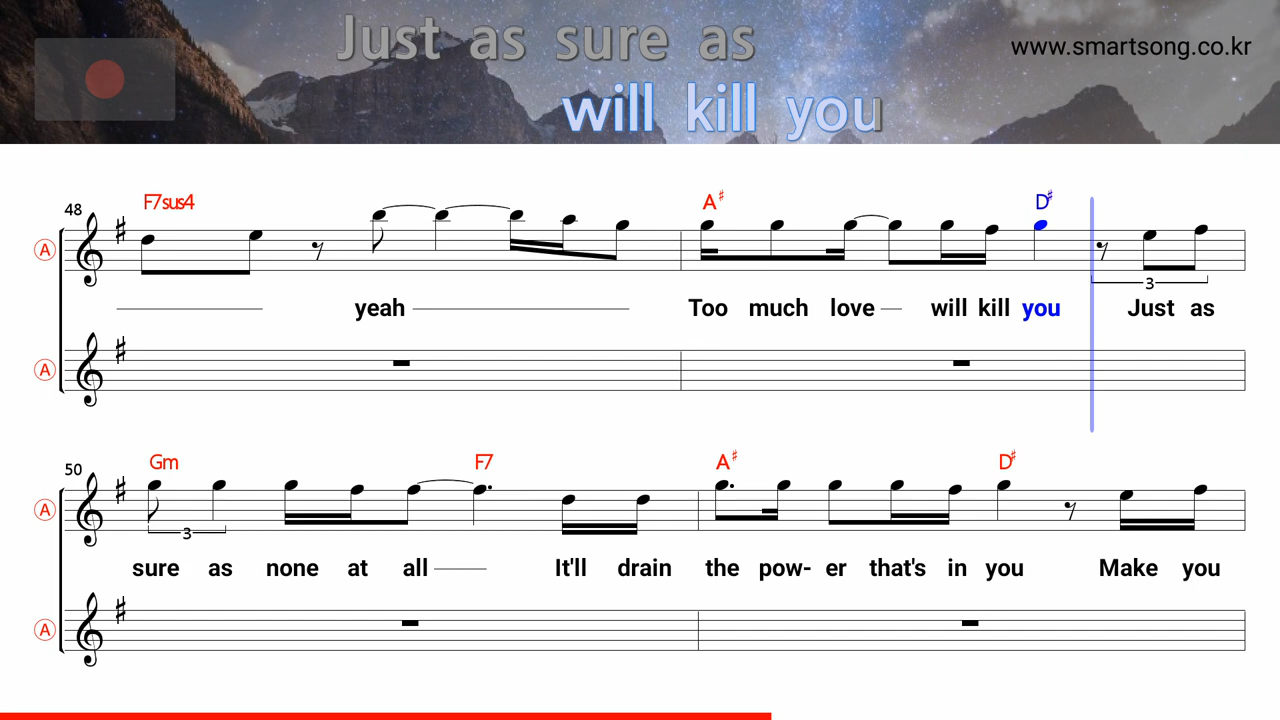 Just as sure as
www.smartsong.co.kr
will kill you
F7sus4 A♯ D♯
48
A
yeah Too much love will kill you Just as
3
A
Gm F7 A♯ D♯
50
A
3
sure as none at all It'll drain the pow- er that's in you Make you
A